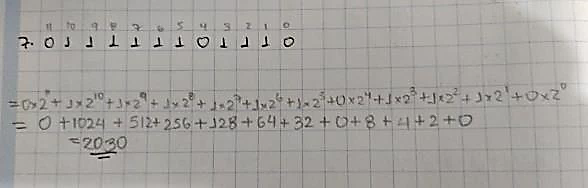 11 10 9 8 7 6 5 4 3 2 1 0
7. 0 1 1 1 1 1 1 0 1 1 1 0
= 0×2¹¹ + 1×2¹⁰ + 1×2⁹ + 1×2⁸ + 1×2⁷ + 1×2⁶ + 1×2⁵ + 0×2⁴ + 1×2³ + 1×2² + 1×2¹ + 0×2⁰
= 0 + 1024 + 512 + 256 + 128 + 64 + 32 + 0 + 8 + 4 + 2 + 0
= 2030